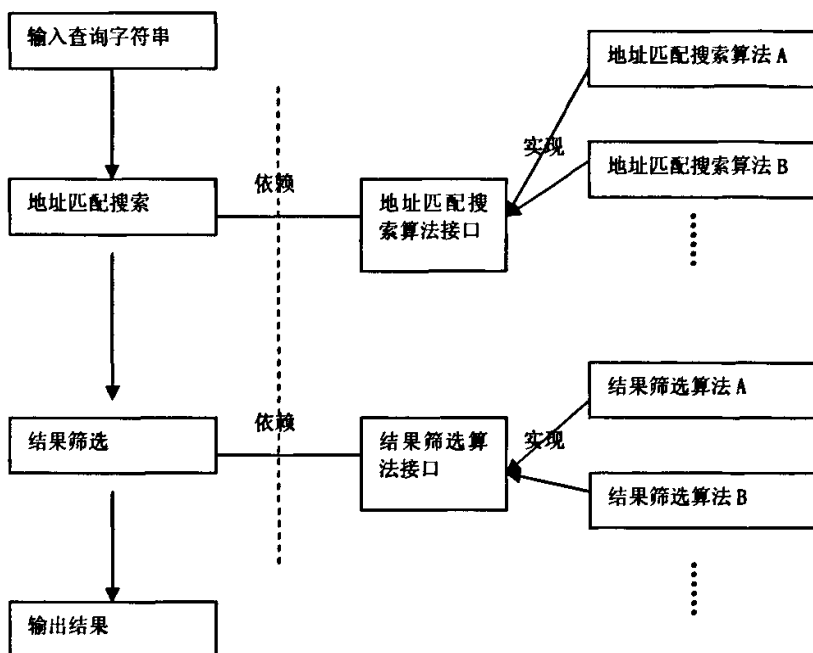 输入查询字符串
地址匹配搜索算法 A
实现
地址匹配搜索算法 B
依赖
地址匹配搜索
地址匹配搜
索算法接口
结果筛选算法 A
依赖
实现
结果筛选
结果筛选算
法接口
结果筛选算法 B
输出结果